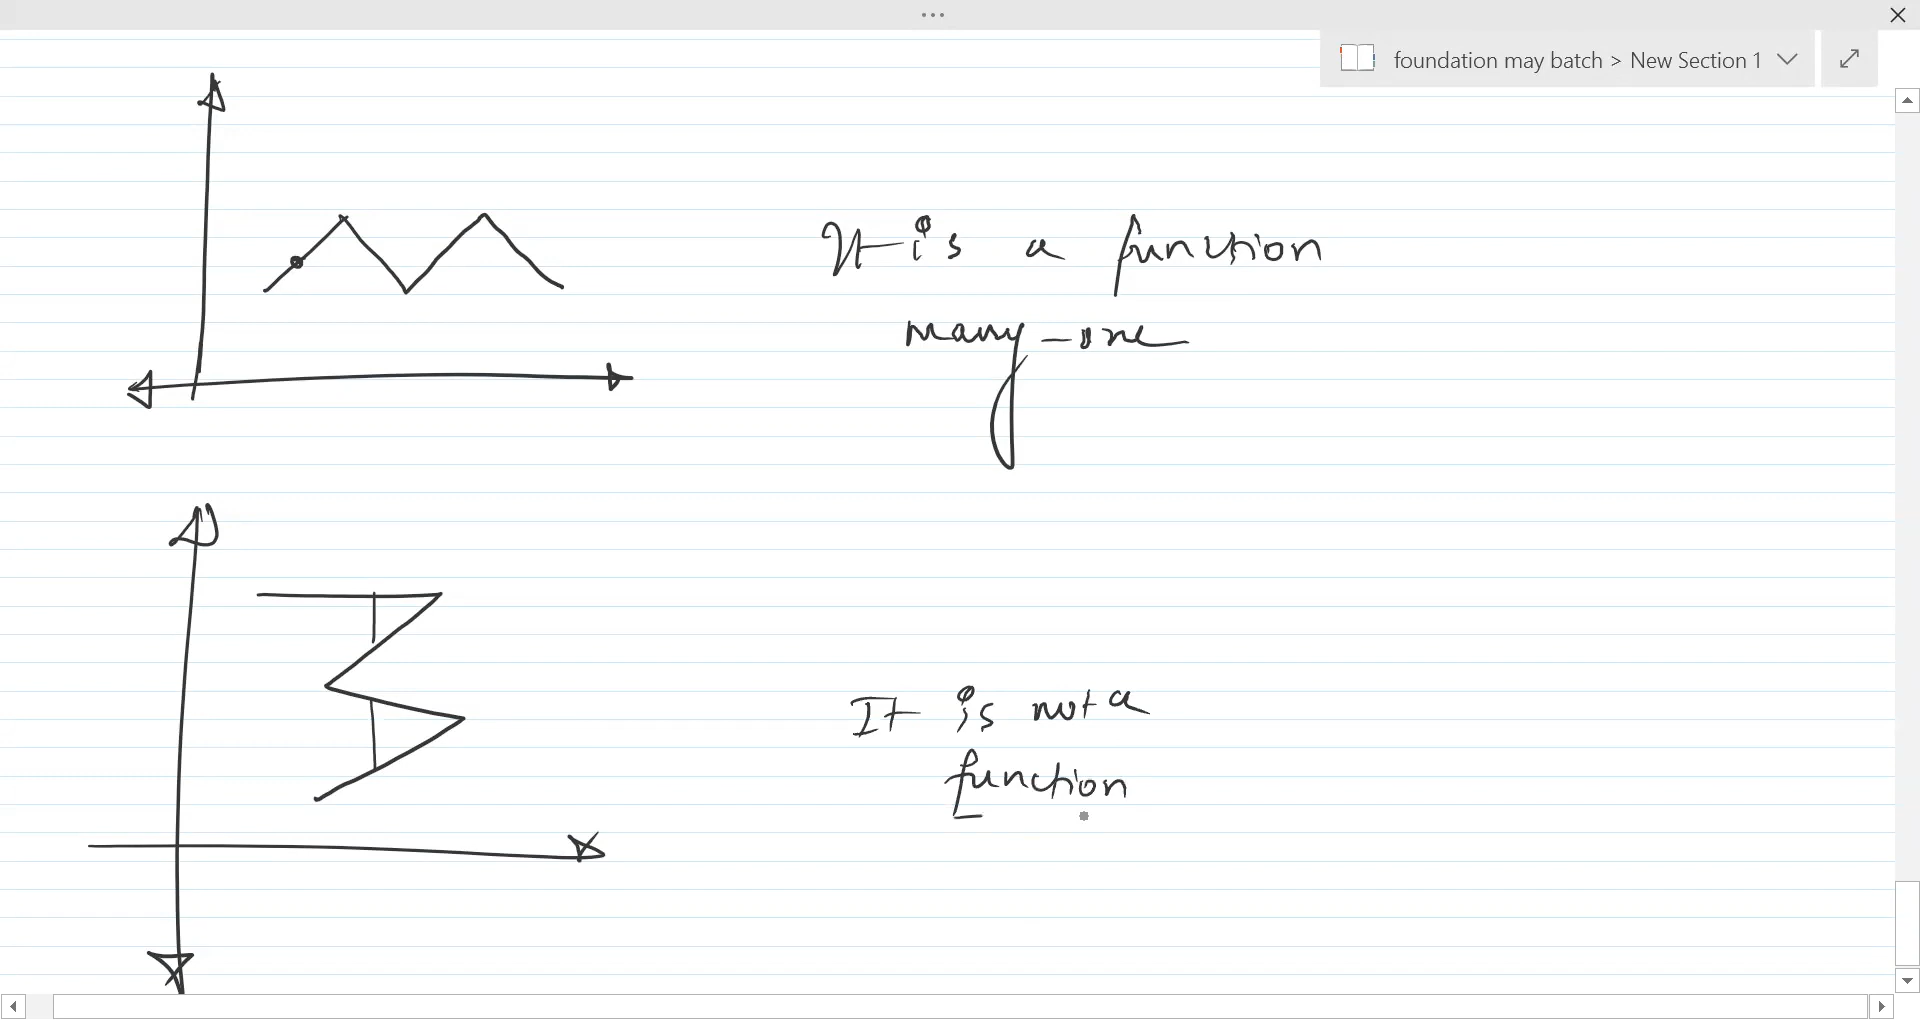 foundation may batch > New Section 1
It is a function
many-one
It is not a
function